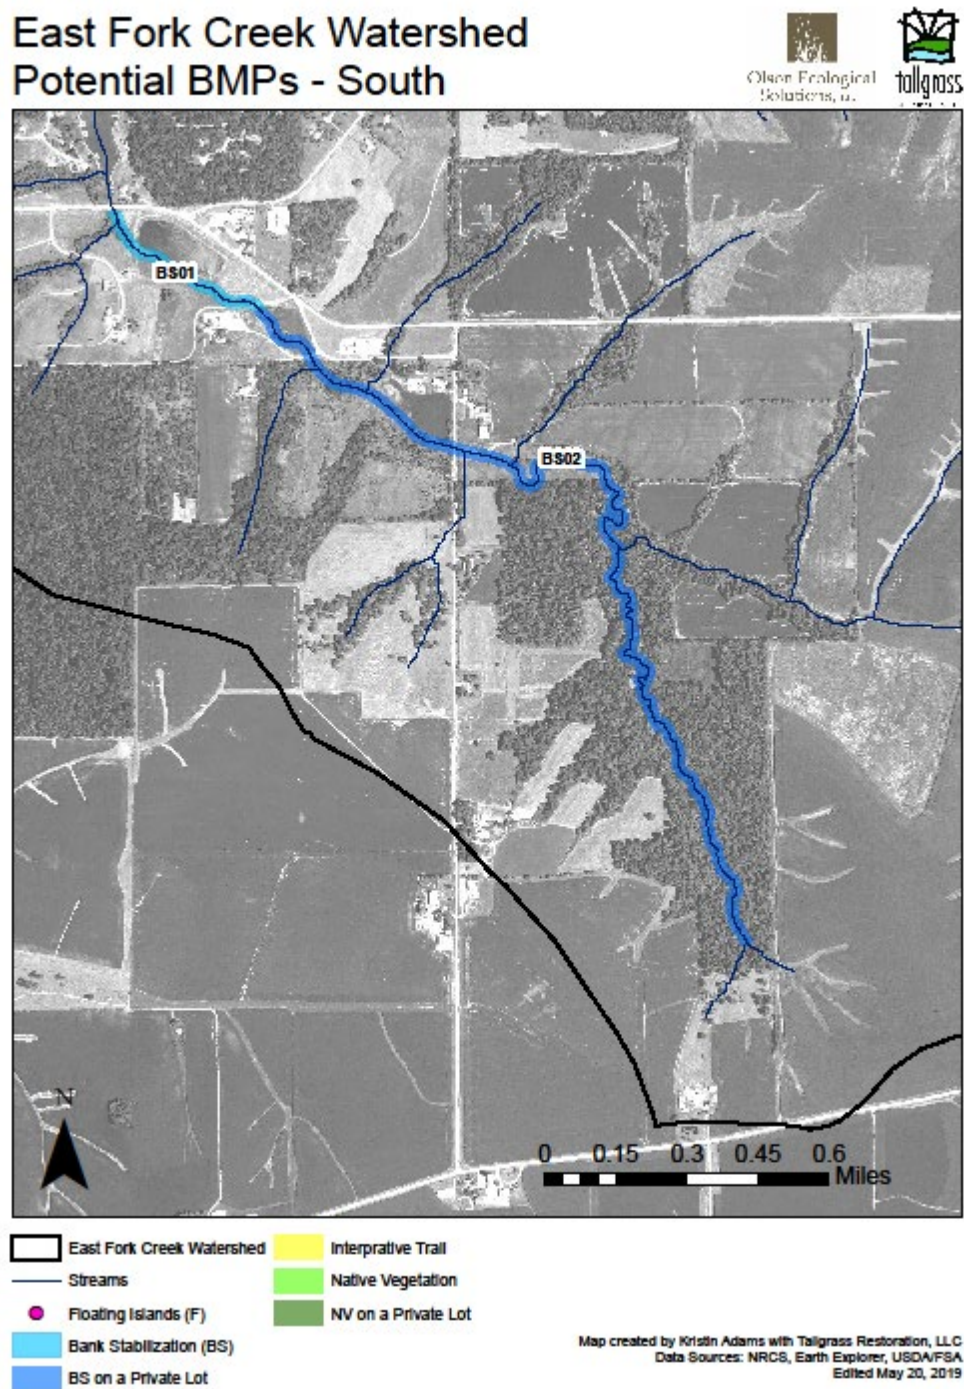 East Fork Creek Watershed
Potential BMPs - South
Olson Ecological
Solutions,
tallgrass
BS01
BS02
N
0 0.15 0.3 0.45 0.6
Miles
East Fork Creek Watershed
Streams
Floating Islands (F)
Bank Stabilization (BS)
BS on a Private Lot
Interprative Trail
Native Vegetation
NV on a Private Lot
Map created by Kristin Adams with Tallgrass Restoration, LLC
Data Sources: NRCS, Earth Explorer, USDA/FSA
Edited May 20, 2019